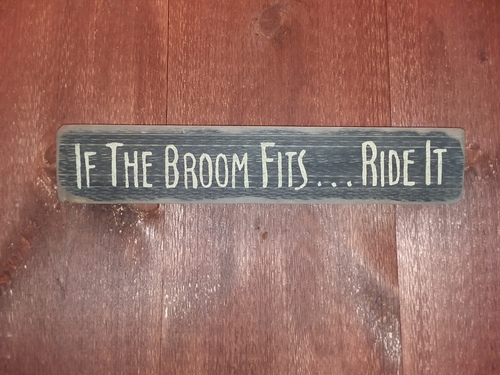 If The Broom Fits....Ride It